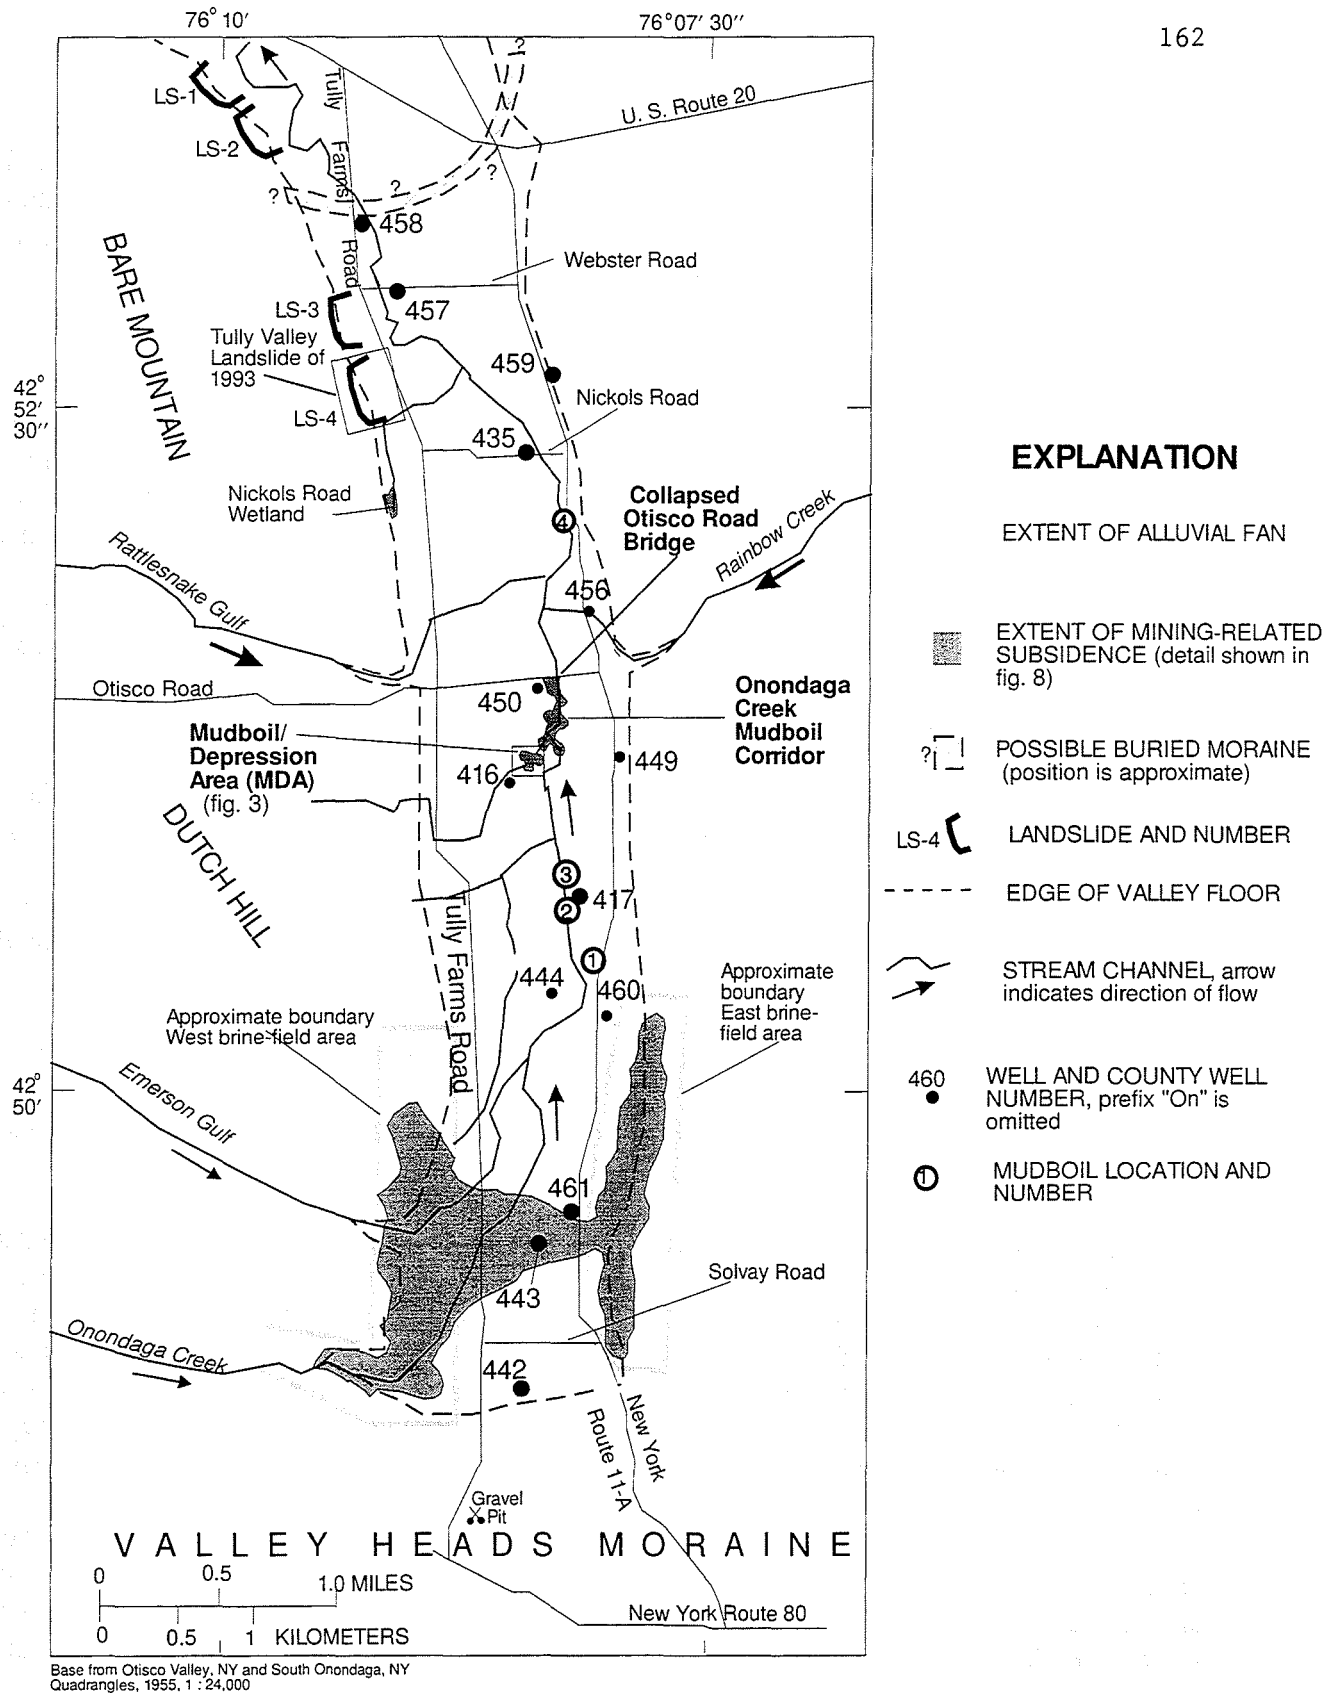 76° 10′
76° 07′ 30″
162
LS-1
LS-2
Tully
Farms
Road
U. S. Route 20
?
?
?
?
458
BARE MOUNTAIN
Webster Road
LS-3
457
Tully Valley
Landslide of
1993
459
42°
52′
30″
LS-4
Nickols Road
435
Nickols Road
Wetland
Collapsed
Otisco Road
Bridge
4
Rainbow Creek
Rattlesnake Gulf
456
Otisco Road
450
Onondaga
Creek
Mudboil
Corridor
Mudboil/
Depression
Area (MDA)
(fig. 3)
416
449
DUTCH HILL
3
417
2
Tully Farms Road
1
444
460
Approximate
boundary
East brine-
field area
Approximate boundary
West brine-field area
42°
50′
Emerson Gulf
461
443
Solvay Road
Onondaga Creek
442
New York
Route 11-A
Gravel
Pit
VALLEY HEADS MORAINE
0 0.5 1.0 MILES
0 0.5 1 KILOMETERS
New York Route 80
Base from Otisco Valley, NY and South Onondaga, NY
Quadrangles, 1955, 1 : 24,000
EXPLANATION
EXTENT OF ALLUVIAL FAN
EXTENT OF MINING-RELATED
SUBSIDENCE (detail shown in
fig. 8)
?
POSSIBLE BURIED MORAINE
(position is approximate)
LS-4 LANDSLIDE AND NUMBER
EDGE OF VALLEY FLOOR
STREAM CHANNEL, arrow
indicates direction of flow
460
WELL AND COUNTY WELL
NUMBER, prefix "On" is
omitted
1
MUDBOIL LOCATION AND
NUMBER